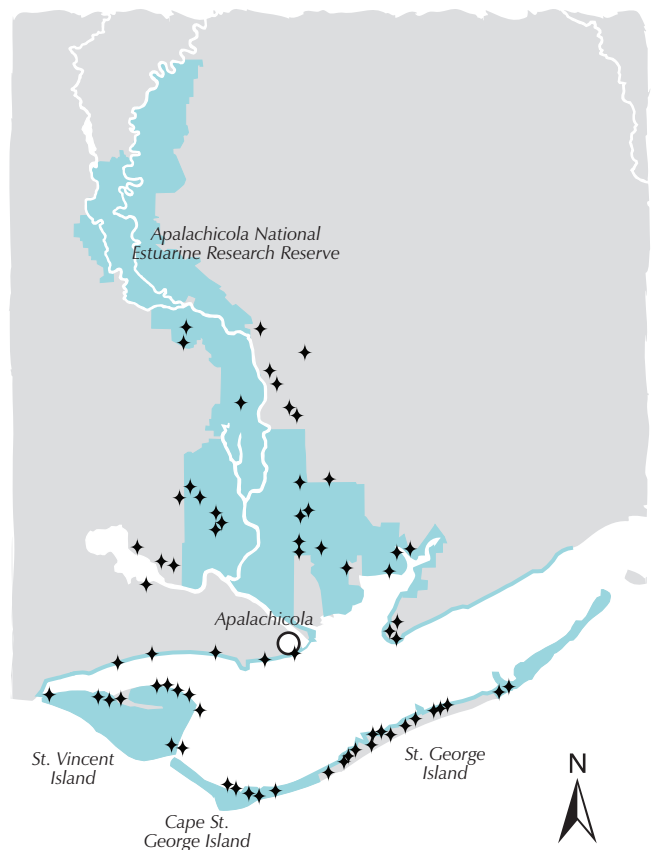 Apalachicola National
Estuarine Research Reserve
Apalachicola
St. Vincent
Island
St. George
Island
N
Cape St.
George Island